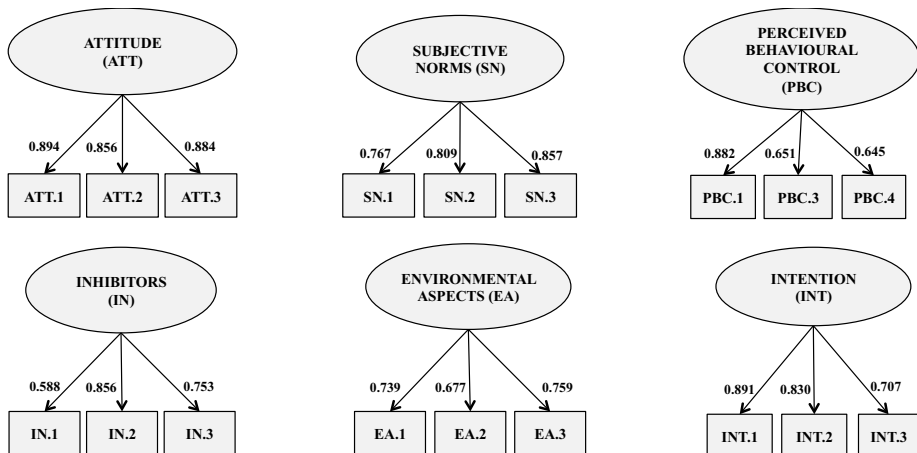 ATTITUDE
(ATT)
0.894
0.856
0.884
ATT.1
ATT.2
ATT.3
SUBJECTIVE
NORMS (SN)
0.767
0.809
0.857
SN.1
SN.2
SN.3
PERCEIVED
BEHAVIOURAL
CONTROL
(PBC)
0.882
0.651
0.645
PBC.1
PBC.3
PBC.4
INHIBITORS
(IN)
0.588
0.856
0.753
IN.1
IN.2
IN.3
ENVIRONMENTAL
ASPECTS (EA)
0.739
0.677
0.759
EA.1
EA.2
EA.3
INTENTION
(INT)
0.891
0.830
0.707
INT.1
INT.2
INT.3